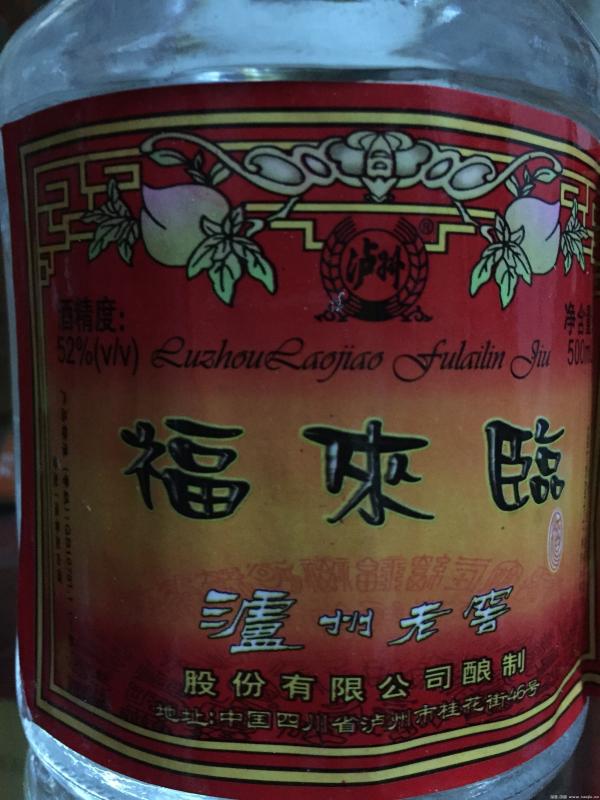 泸州
®
酒精度:
52%(v/v)
净含量
500m
LuzhouLaojiao Fulailin Jiu
福來臨
泸州老窖
股份有限公司酿制
地址:中国四川省泸州市桂花街46号